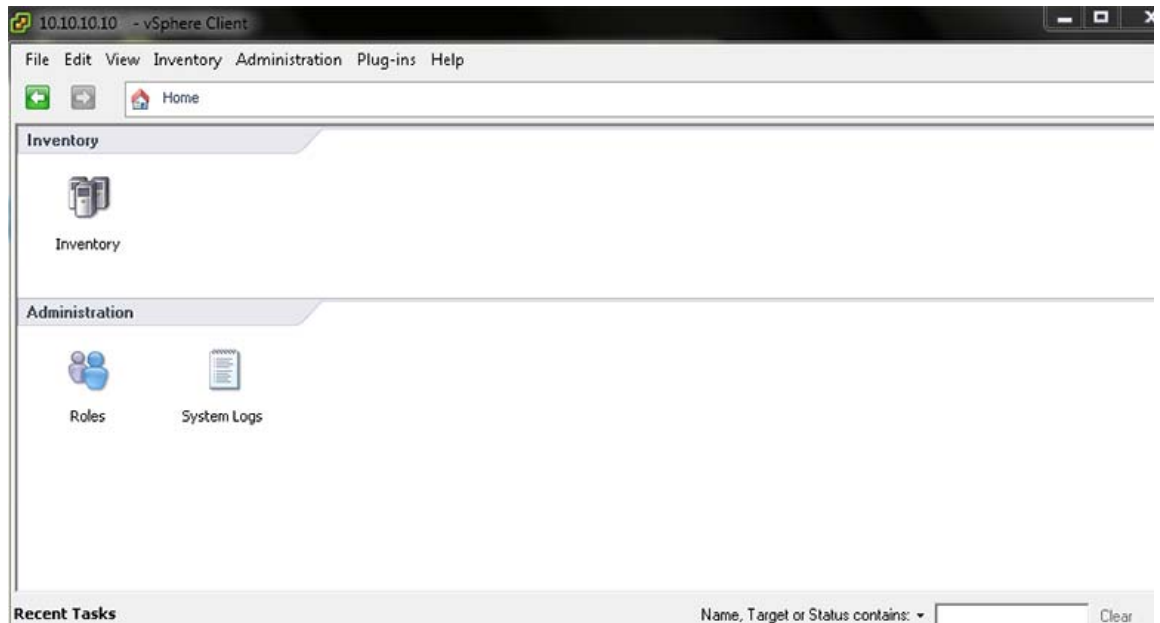 10.10.10.10 - vSphere Client
File Edit View Inventory Administration Plug-ins Help
Home
Inventory
Inventory
Administration
Roles System Logs
Recent Tasks Name, Target or Status contains: Clear